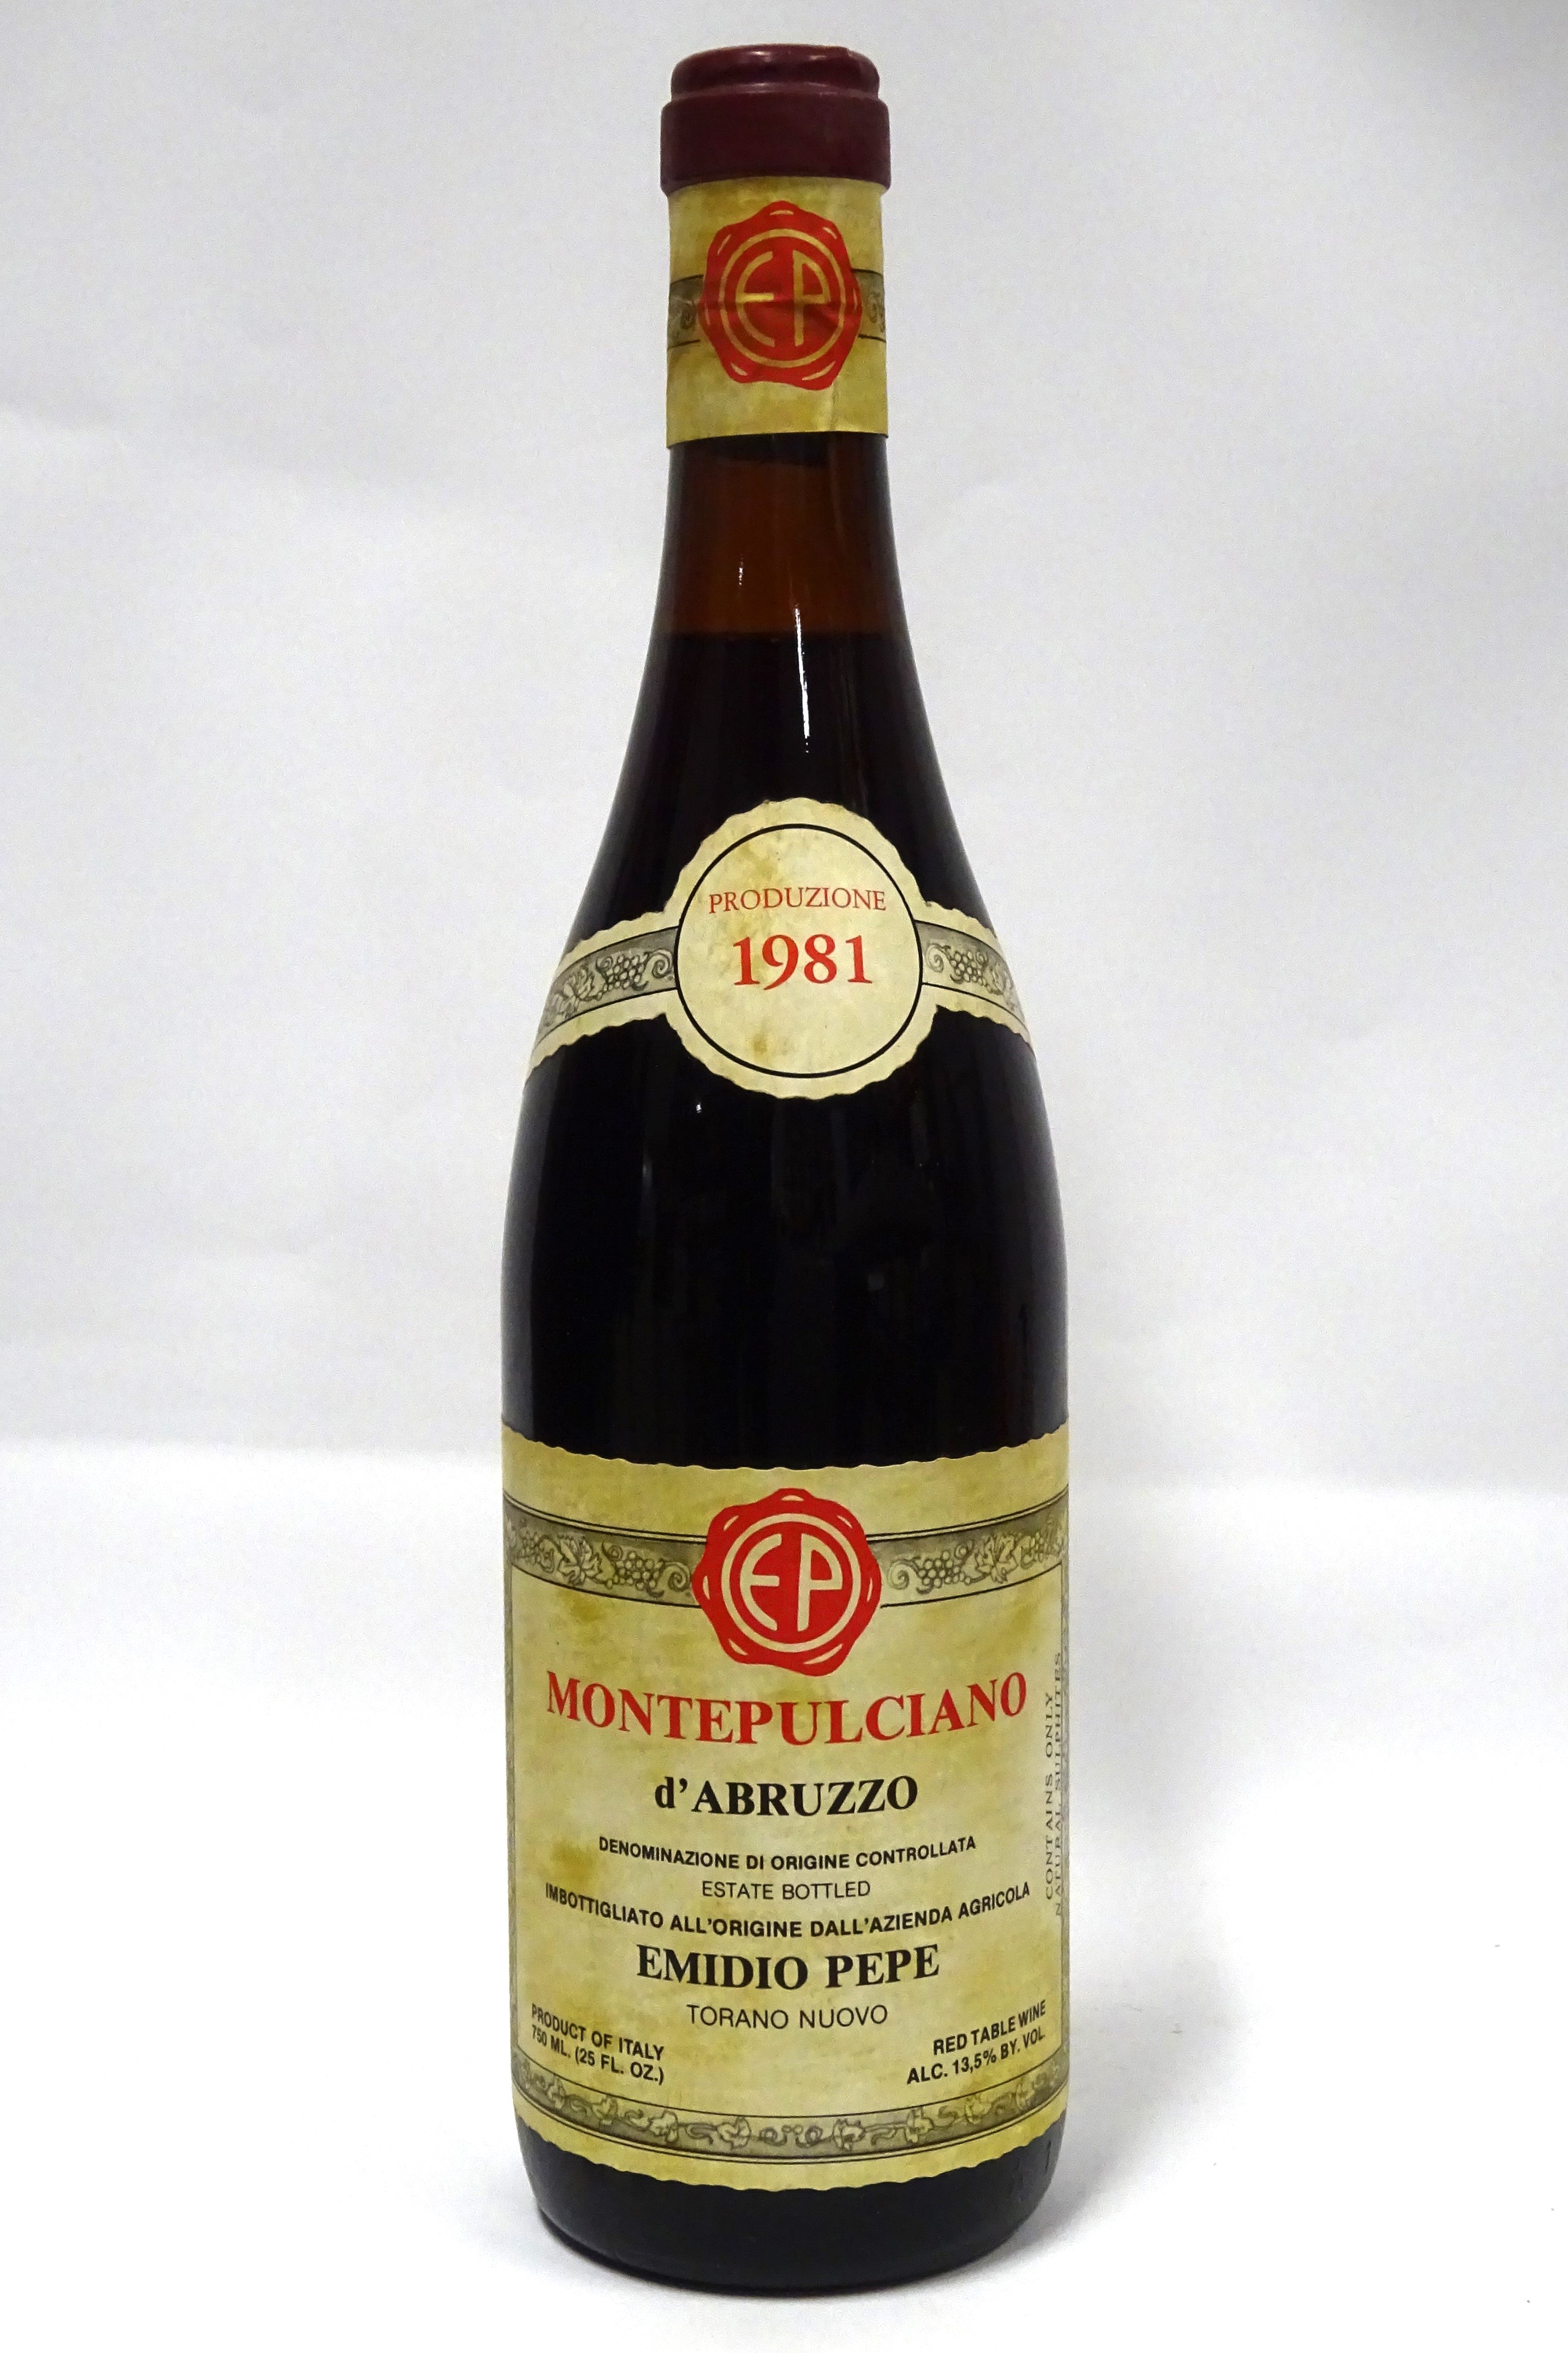 EP
PRODUZIONE
1981
EP
MONTEPULCIANO
d'ABRUZZO
DENOMINAZIONE DI ORIGINE CONTROLLATA
ESTATE BOTTLED
IMBOTTIGLIATO ALL'ORIGINE DALL'AZIENDA AGRICOLA
EMIDIO PEPE
TORANO NUOVO
PRODUCT OF ITALY
750 ML. (25 FL. OZ.)
RED TABLE WINE
ALC. 13,5% BY. VOL.
CONTAINS ONLY
NATURAL SULPHITES